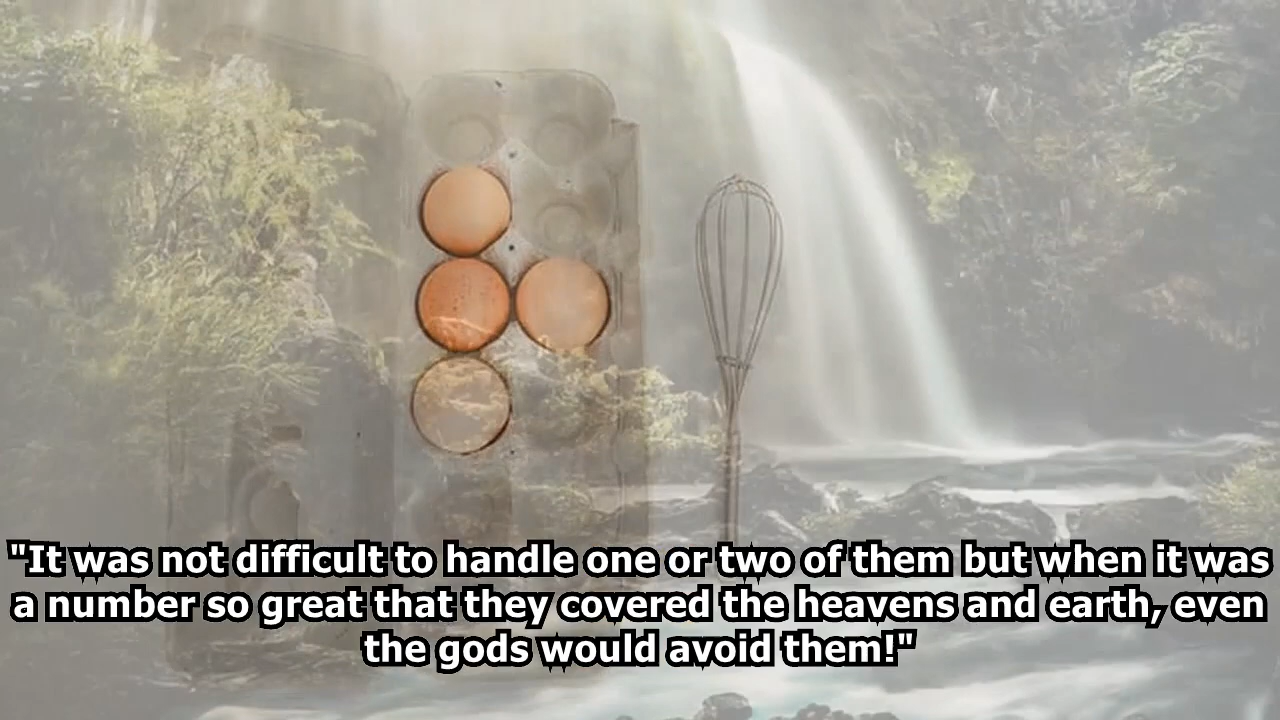 "It was not difficult to handle one or two of them but when it was
a number so great that they covered the heavens and earth, even
the gods would avoid them!"